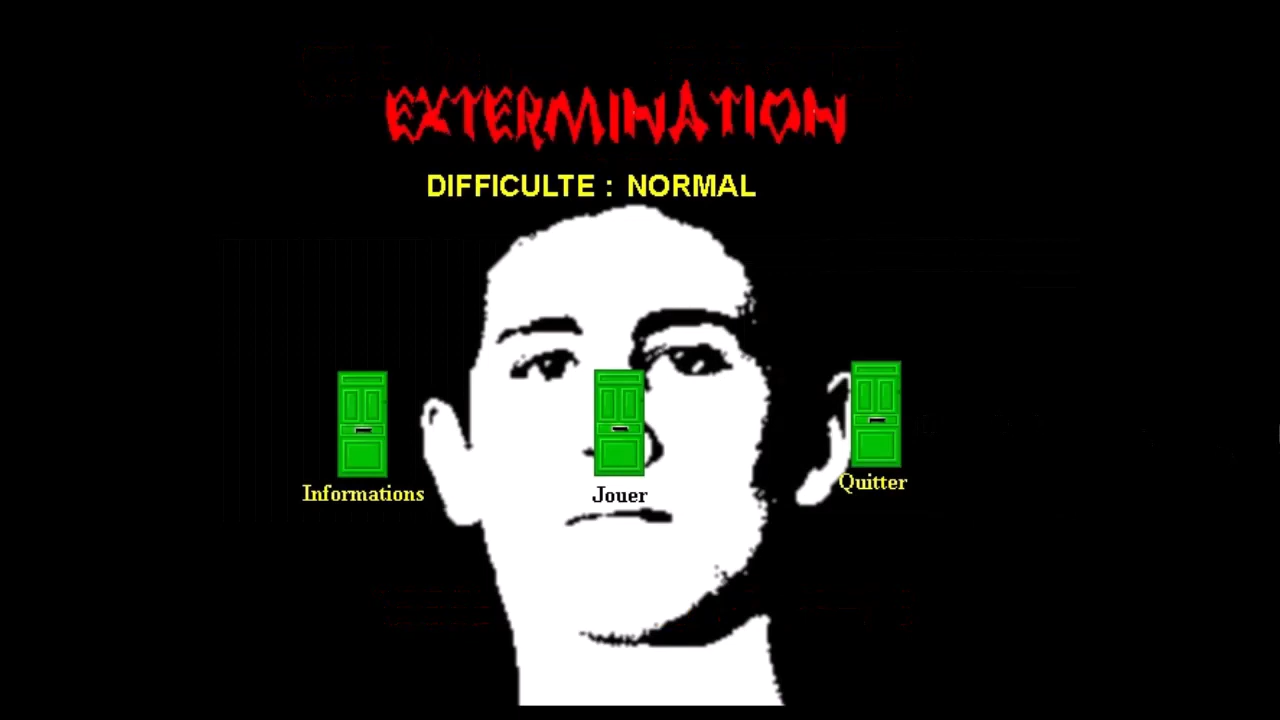 EXTERMINATION
DIFFICULTE : NORMAL
Informations
Jouer
Quitter